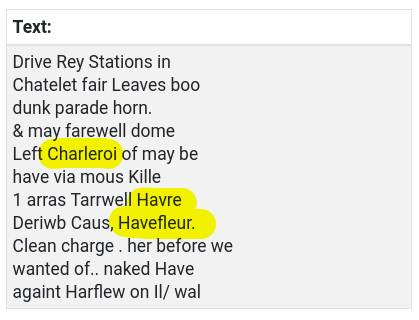 Text:
Drive Rey Stations in
Chatelet fair Leaves boo
dunk parade horn.
& may farewell dome
Left Charleroi of may be
have via mous Kille
1 arras Tarrwell Havre
Deriwb Caus, Havefleur.
Clean charge . her before we
wanted of.. naked Have
againt Harflew on Il/ wal